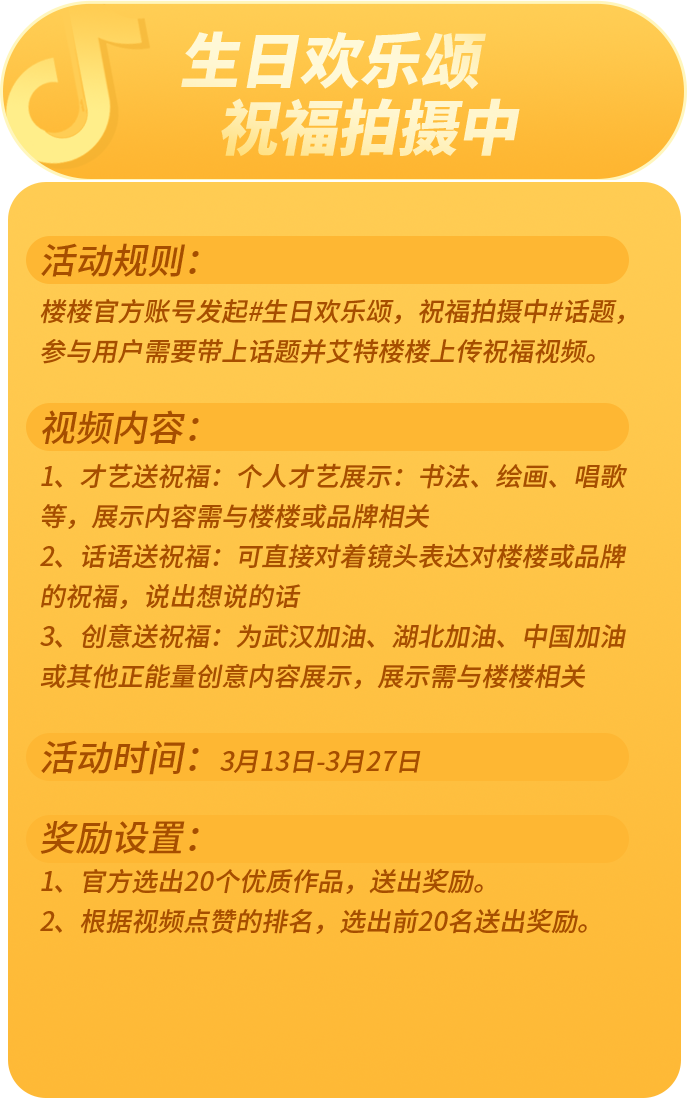 生日欢乐颂
祝福拍摄中
活动规则：
楼楼官方账号发起#生日欢乐颂，祝福拍摄中#话题，
参与用户需要带上话题并艾特楼楼上传祝福视频。
视频内容：
1、才艺送祝福：个人才艺展示：书法、绘画、唱歌
等，展示内容需与楼楼或品牌相关
2、话语送祝福：可直接对着镜头表达对楼楼或品牌
的祝福，说出想说的话
3、创意送祝福：为武汉加油、湖北加油、中国加油
或其他正能量创意内容展示，展示需与楼楼相关
活动时间：3月13日-3月27日
奖励设置：
1、官方选出20个优质作品，送出奖励。
2、根据视频点赞的排名，选出前20名送出奖励。